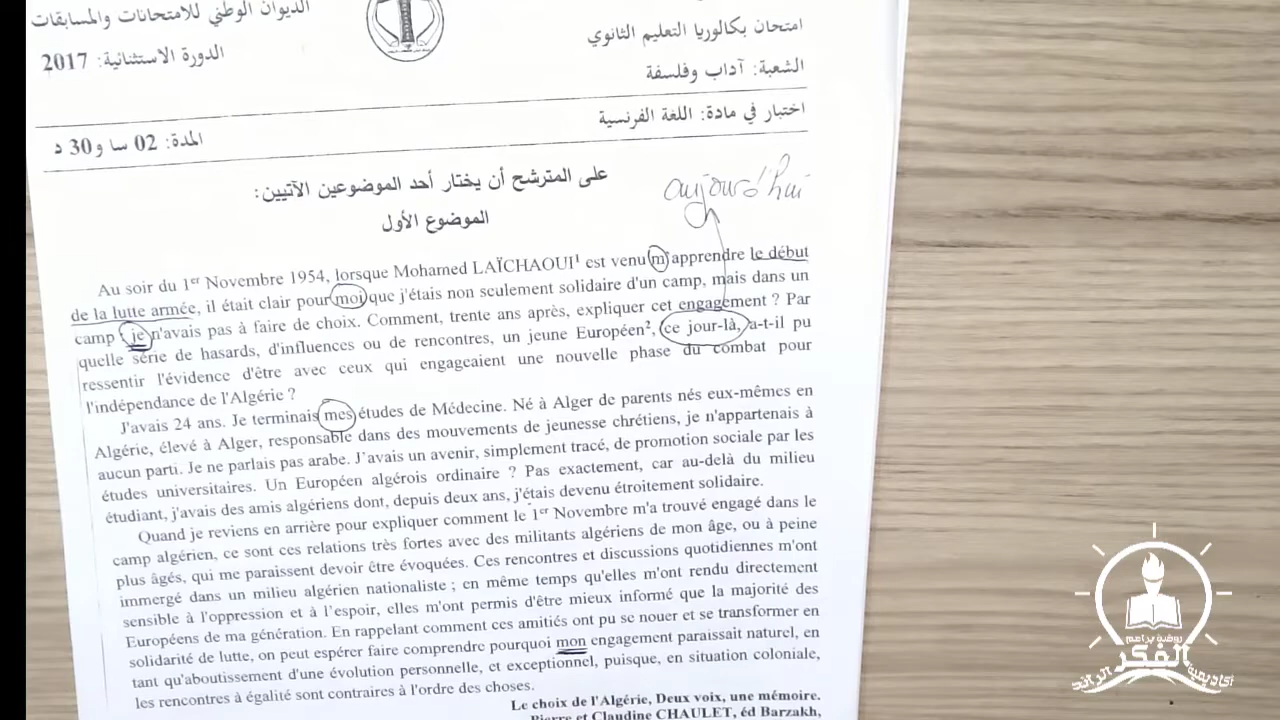 الديوان الوطني للامتحانات والمسابقات
امتحان بكالوريا التعليم الثانوي
الدورة الاستثنائية: 2017
الشعبة: آداب وفلسفة
المدة: 02 سا و30 د
اختبار في مادة: اللغة الفرنسية
على المترشح أن يختار أحد الموضوعين الآتيين:
aujourd'hui
الموضوع الأول
Au soir du 1er Novembre 1954, lorsque Mohamed LAÏCHAOUI¹ est venu m'apprendre le début
de la lutte armée, il était clair pour moi que j'étais non seulement solidaire d'un camp, mais dans un
camp : je n'avais pas à faire de choix. Comment, trente ans après, expliquer cet engagement ? Par
quelle série de hasards, d'influences ou de rencontres, un jeune Européen², ce jour-là, a-t-il pu
ressentir l'évidence d'être avec ceux qui engageaient une nouvelle phase du combat pour
l'indépendance de l'Algérie ?
J'avais 24 ans. Je terminais mes études de Médecine. Né à Alger de parents nés eux-mêmes en
Algérie, élevé à Alger, responsable dans des mouvements de jeunesse chrétiens, je n'appartenais à
aucun parti. Je ne parlais pas arabe. J'avais un avenir, simplement tracé, de promotion sociale par les
études universitaires. Un Européen algérois ordinaire ? Pas exactement, car au-delà du milieu
étudiant, j'avais des amis algériens dont, depuis deux ans, j'étais devenu étroitement solidaire.
Quand je reviens en arrière pour expliquer comment le 1er Novembre m'a trouvé engagé dans le
camp algérien, ce sont ces relations très fortes avec des militants algériens de mon âge, ou à peine
plus âgés, qui me paraissent devoir être évoquées. Ces rencontres et discussions quotidiennes m'ont
immergé dans un milieu algérien nationaliste ; en même temps qu'elles m'ont rendu directement
sensible à l'oppression et à l'espoir, elles m'ont permis d'être mieux informé que la majorité des
Européens de ma génération. En rappelant comment ces amitiés ont pu se nouer et se transformer en
solidarité de lutte, on peut espérer faire comprendre pourquoi mon engagement paraissait naturel, en
tant qu'aboutissement d'une évolution personnelle, et exceptionnel, puisque, en situation coloniale,
les rencontres à égalité sont contraires à l'ordre des choses.
Le choix de l'Algérie, Deux voix, une mémoire.
Pierre et Claudine CHAULET, éd Barzakh,
روضة براعم
الفكر
أكاديمية الرائد